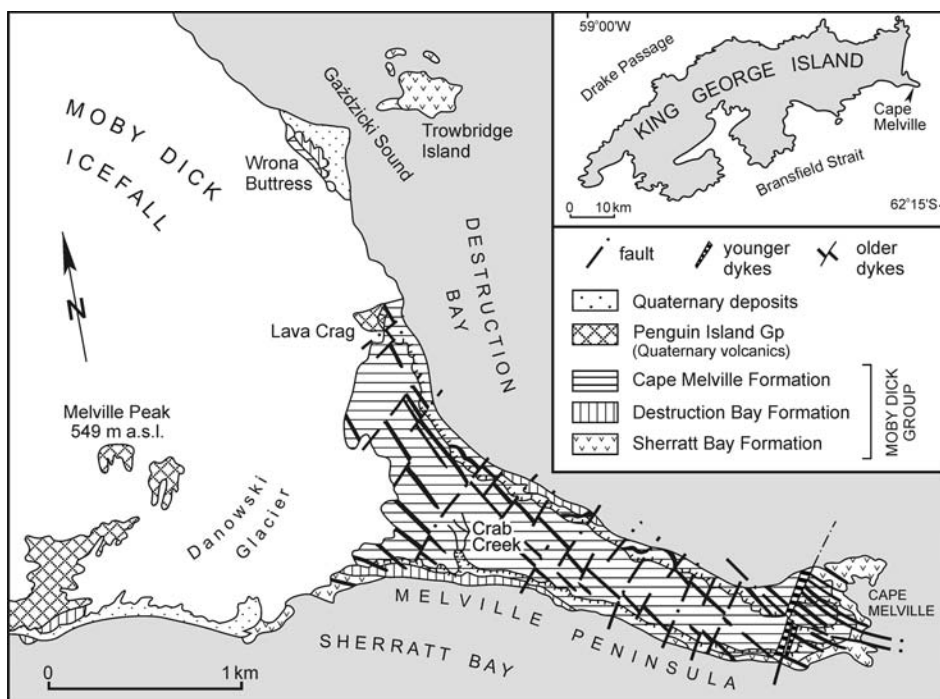 MOBY DICK
ICEFALL
Wrona
Buttress
Gaździcki Sound
Trowbridge
Island
DESTRUCTION
BAY
N
Lava Crag
Melville Peak
549 m a.s.l.
Danowski
Glacier
Crab
Creek
MELVILLE PENINSULA
SHERRATT BAY
CAPE
MELVILLE
0 1 km
59°00'W
Drake Passage
KING GEORGE ISLAND
Cape
Melville
Bransfield Strait
0 10 km
62°15'S
fault
younger
dykes
older
dykes
Quaternary deposits
Penguin Island Gp
(Quaternary volcanics)
Cape Melville Formation
Destruction Bay Formation
Sherratt Bay Formation
MOBY DICK
GROUP